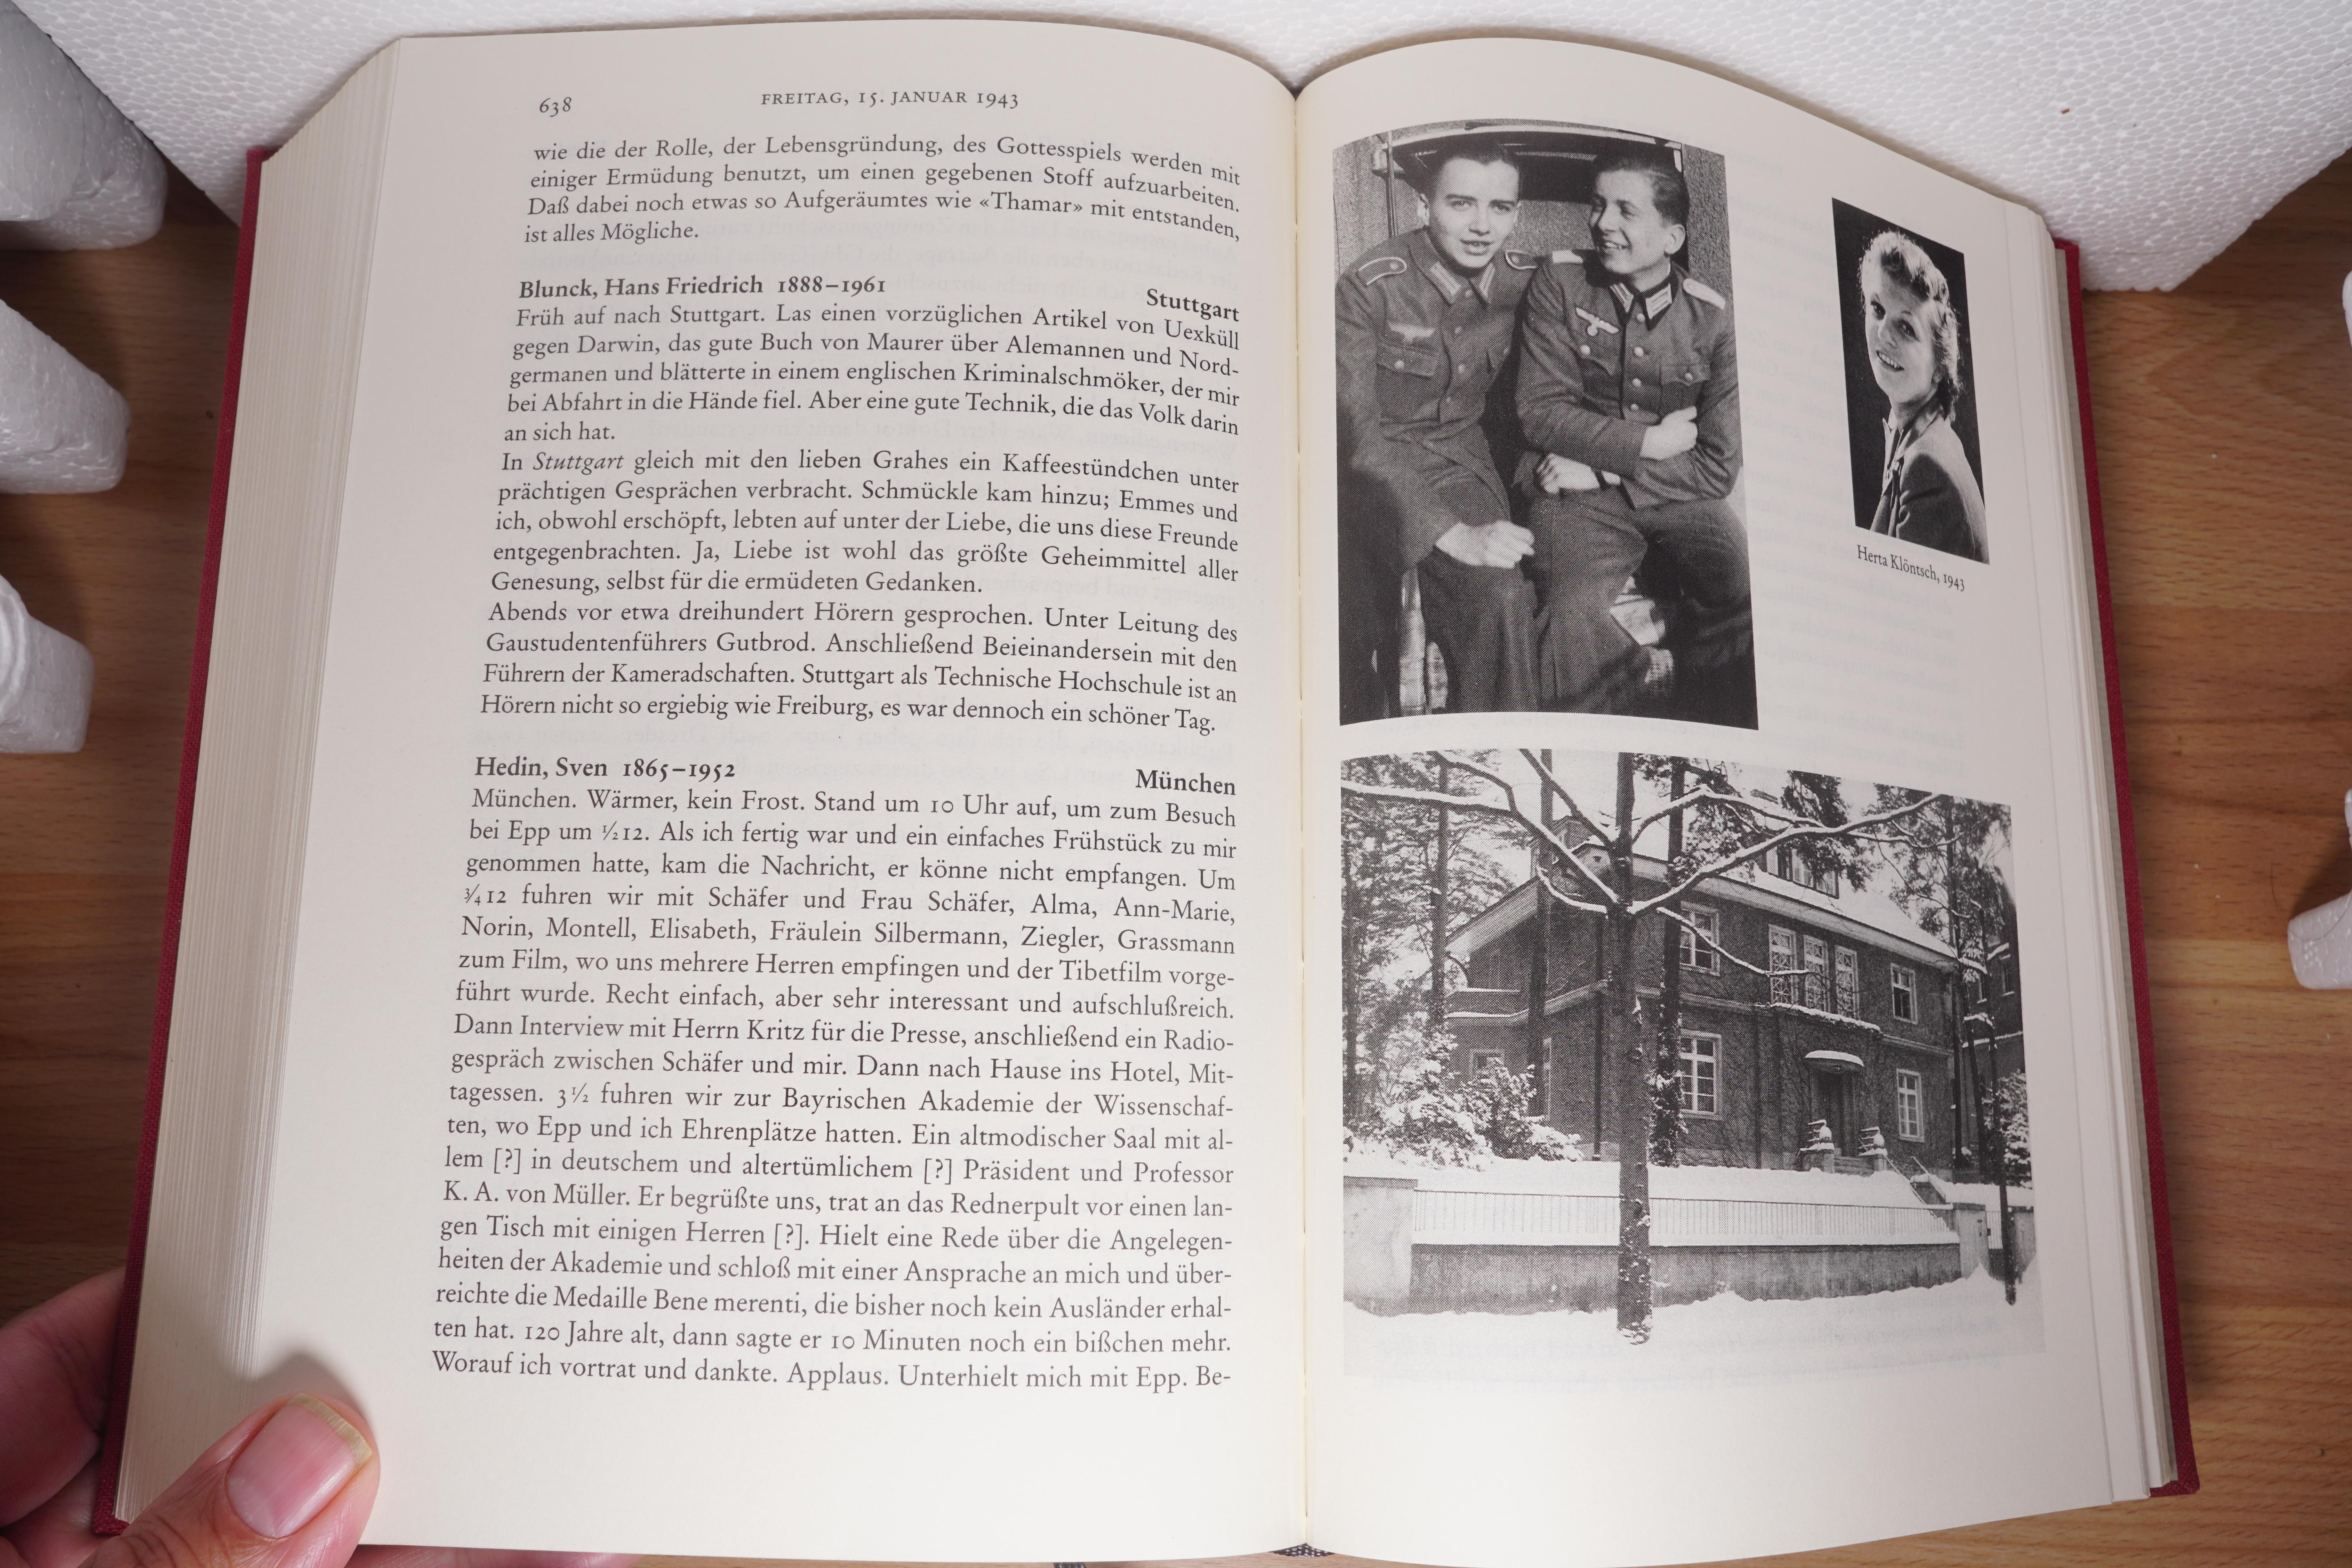 638
FREITAG, 15. JANUAR 1943
wie die der Rolle, der Lebensgründung, des Gottesspiels werden mit
einiger Ermüdung benutzt, um einen gegebenen Stoff aufzuarbeiten.
Daß dabei noch etwas so Aufgeräumtes wie «Thamar» mit entstanden,
ist alles Mögliche.
Blunck, Hans Friedrich 1888–1961 Stuttgart
Früh auf nach Stuttgart. Las einen vorzüglichen Artikel von Uexküll
gegen Darwin, das gute Buch von Maurer über Alemannen und Nord-
germanen und blätterte in einem englischen Kriminalschmöker, der mir
bei Abfahrt in die Hände fiel. Aber eine gute Technik, die das Volk darin
an sich hat.
In Stuttgart gleich mit den lieben Grahes ein Kaffeestündchen unter
prächtigen Gesprächen verbracht. Schmückle kam hinzu; Emmes und
ich, obwohl erschöpft, lebten auf unter der Liebe, die uns diese Freunde
entgegenbrachten. Ja, Liebe ist wohl das größte Geheimmittel aller
Genesung, selbst für die ermüdeten Gedanken.
Abends vor etwa dreihundert Hörern gesprochen. Unter Leitung des
Gaustudentenführers Gutbrod. Anschließend Beieinandersein mit den
Führern der Kameradschaften. Stuttgart als Technische Hochschule ist an
Hörern nicht so ergiebig wie Freiburg, es war dennoch ein schöner Tag.
Hedin, Sven 1865–1952 München
München. Wärmer, kein Frost. Stand um 10 Uhr auf, um zum Besuch
bei Epp um ½12. Als ich fertig war und ein einfaches Frühstück zu mir
genommen hatte, kam die Nachricht, er könne nicht empfangen. Um
¾12 fuhren wir mit Schäfer und Frau Schäfer, Alma, Ann-Marie,
Norin, Montell, Elisabeth, Fräulein Silbermann, Ziegler, Grassmann
zum Film, wo uns mehrere Herren empfingen und der Tibetfilm vorge-
führt wurde. Recht einfach, aber sehr interessant und aufschlußreich.
Dann Interview mit Herrn Kritz für die Presse, anschließend ein Radio-
gespräch zwischen Schäfer und mir. Dann nach Hause ins Hotel, Mit-
tagessen. 3½ fuhren wir zur Bayrischen Akademie der Wissenschaf-
ten, wo Epp und ich Ehrenplätze hatten. Ein altmodischer Saal mit al-
lem [?] in deutschem und altertümlichem [?] Präsident und Professor
K. A. von Müller. Er begrüßte uns, trat an das Rednerpult vor einen lan-
gen Tisch mit einigen Herren [?]. Hielt eine Rede über die Angelegen-
heiten der Akademie und schloß mit einer Ansprache an mich und über-
reichte die Medaille Bene merenti, die bisher noch kein Ausländer erhal-
ten hat. 120 Jahre alt, dann sagte er 10 Minuten noch ein bißchen mehr.
Worauf ich vortrat und dankte. Applaus. Unterhielt mich mit Epp. Be-
Herta Klöntsch, 1943